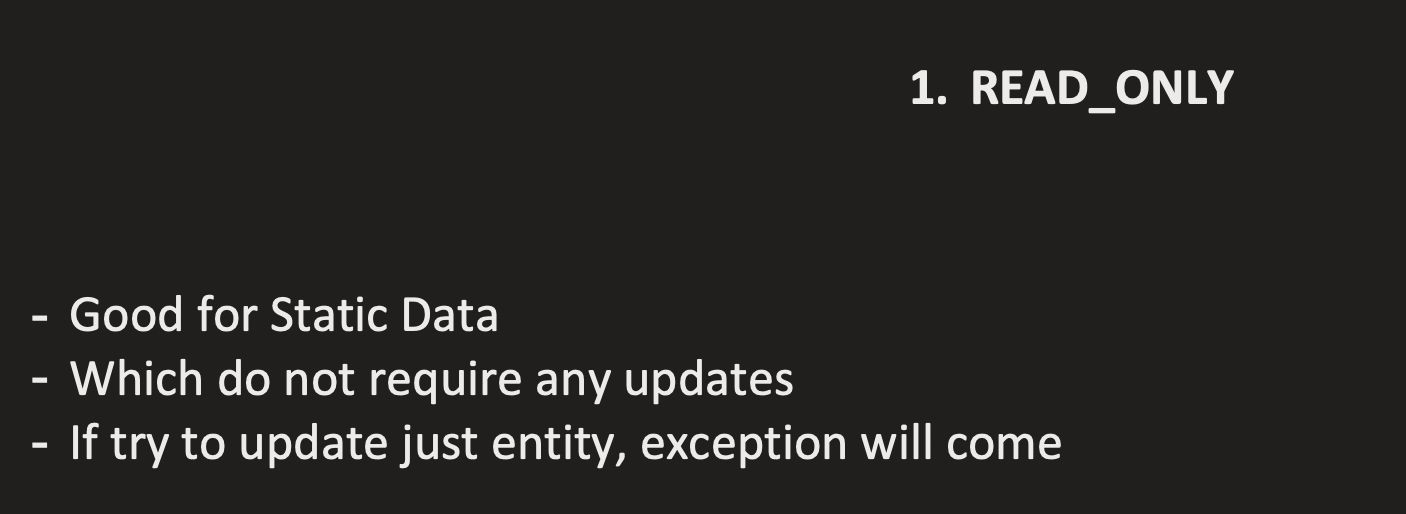 1. READ_ONLY
- Good for Static Data
- Which do not require any updates
- If try to update just entity, exception will come